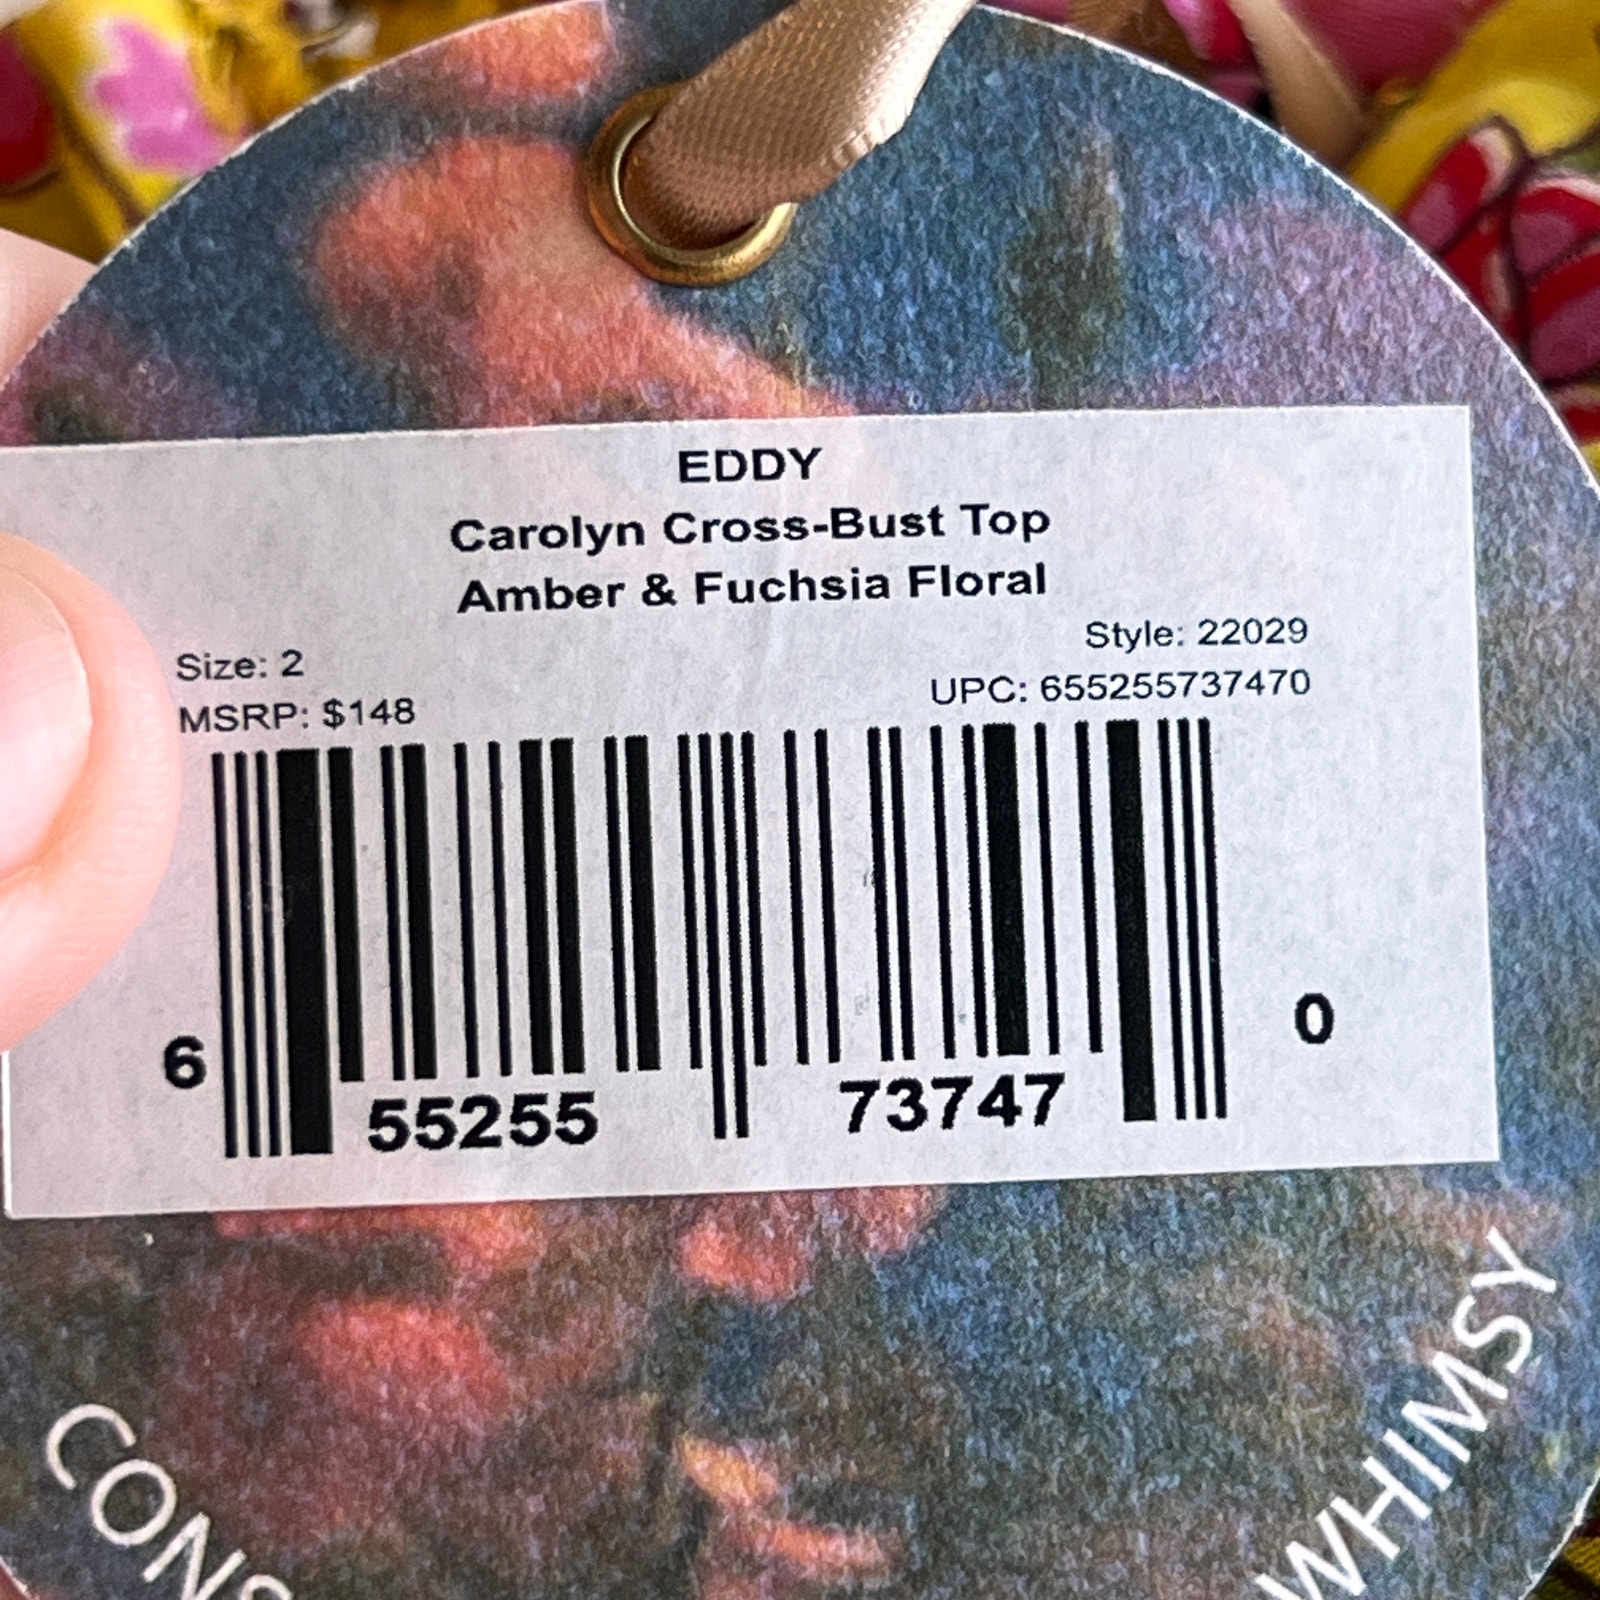 EDDY
Carolyn Cross-Bust Top
Amber & Fuchsia Floral
Size: 2
Style: 22029
MSRP: $148
UPC: 655255737470
6 55255 73747 0
WHIMSY